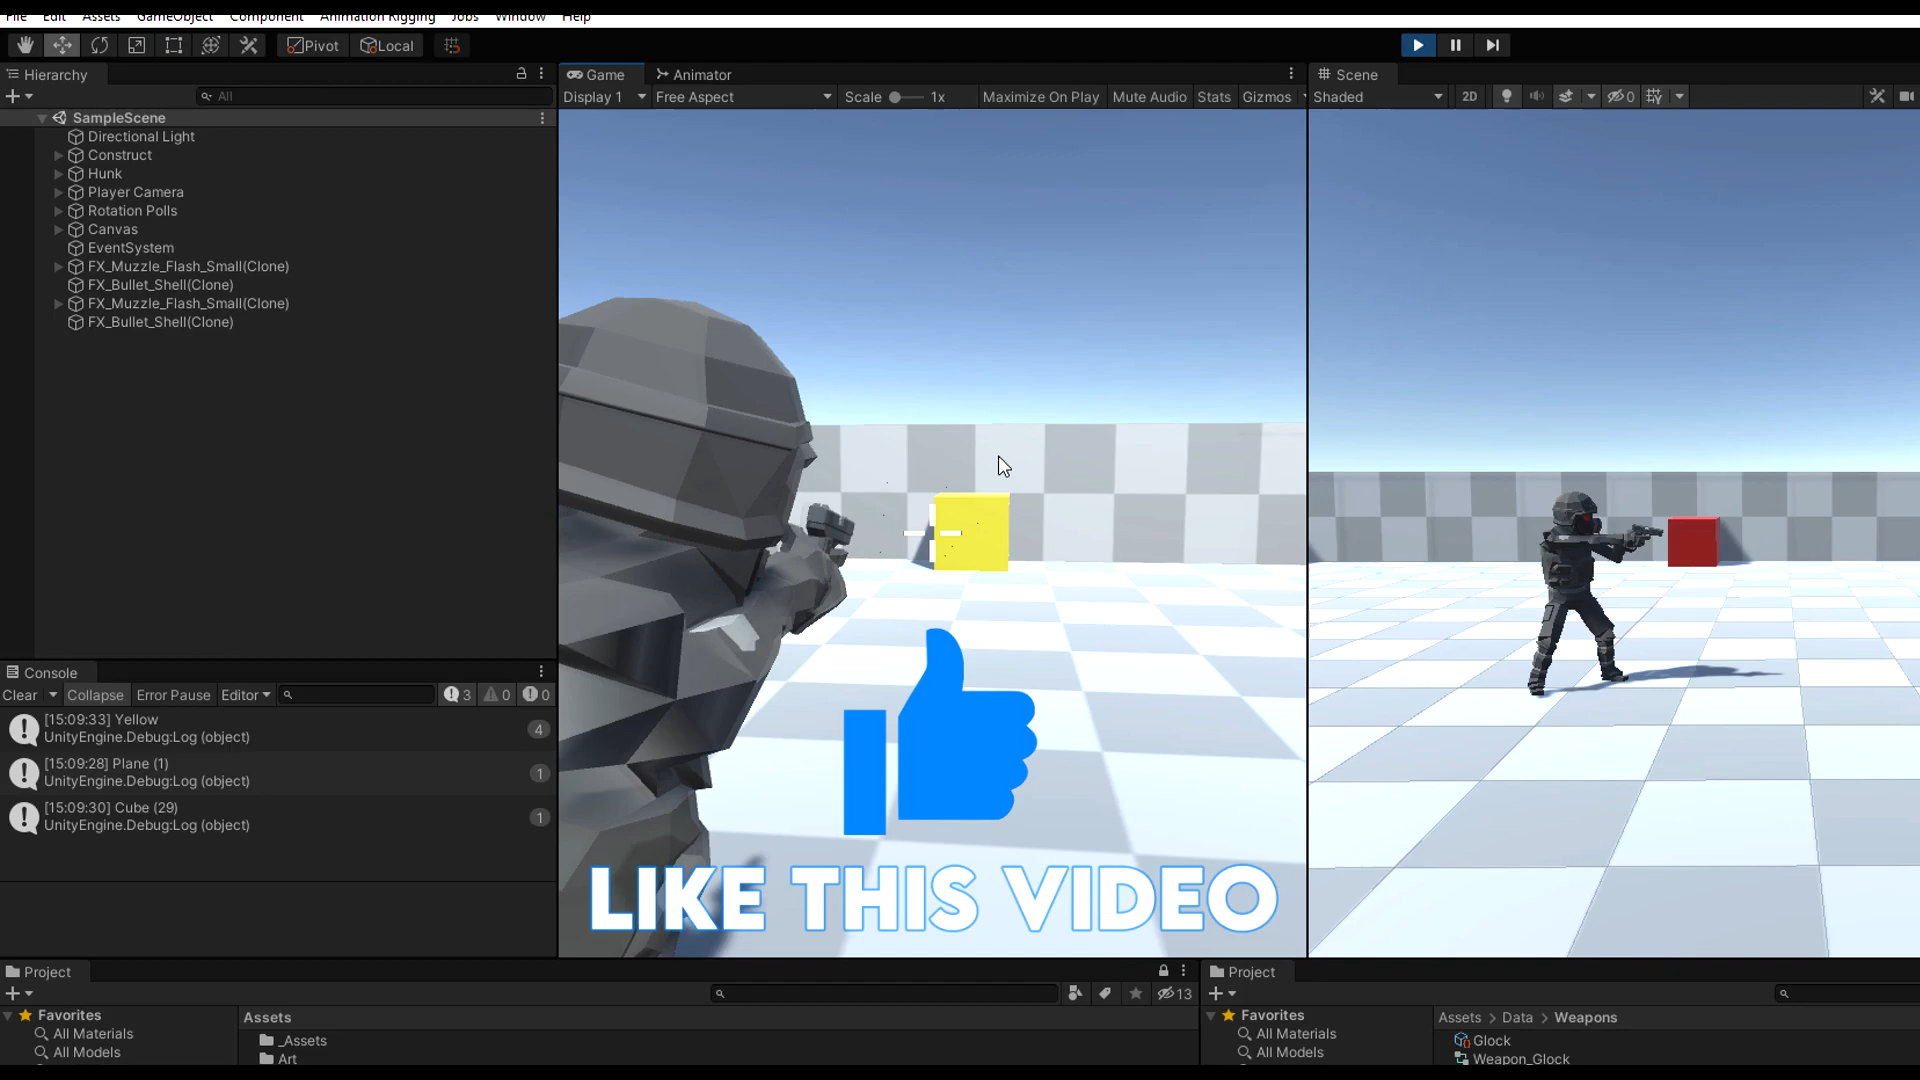 File Edit Assets GameObject Component Animation Rigging Jobs Window Help
Pivot Local
Hierarchy
All
SampleScene
Directional Light
Construct
Hunk
Player Camera
Rotation Polls
Canvas
EventSystem
FX_Muzzle_Flash_Small(Clone)
FX_Bullet_Shell(Clone)
FX_Muzzle_Flash_Small(Clone)
FX_Bullet_Shell(Clone)
Console
Clear Collapse Error Pause Editor 3 0 0
[15:09:33] Yellow
UnityEngine.Debug:Log (object)
4
[15:09:28] Plane (1)
UnityEngine.Debug:Log (object)
1
[15:09:30] Cube (29)
UnityEngine.Debug:Log (object)
1
Game Animator
Display 1 Free Aspect Scale 1x Maximize On Play Mute Audio Stats Gizmos
LIKE THIS VIDEO
Scene
Shaded 2D 0
Project
13
Favorites
All Materials
All Models
Assets
_Assets
Art
Project
Favorites
All Materials
All Models
Assets > Data > Weapons
Glock
Weapon_Glock